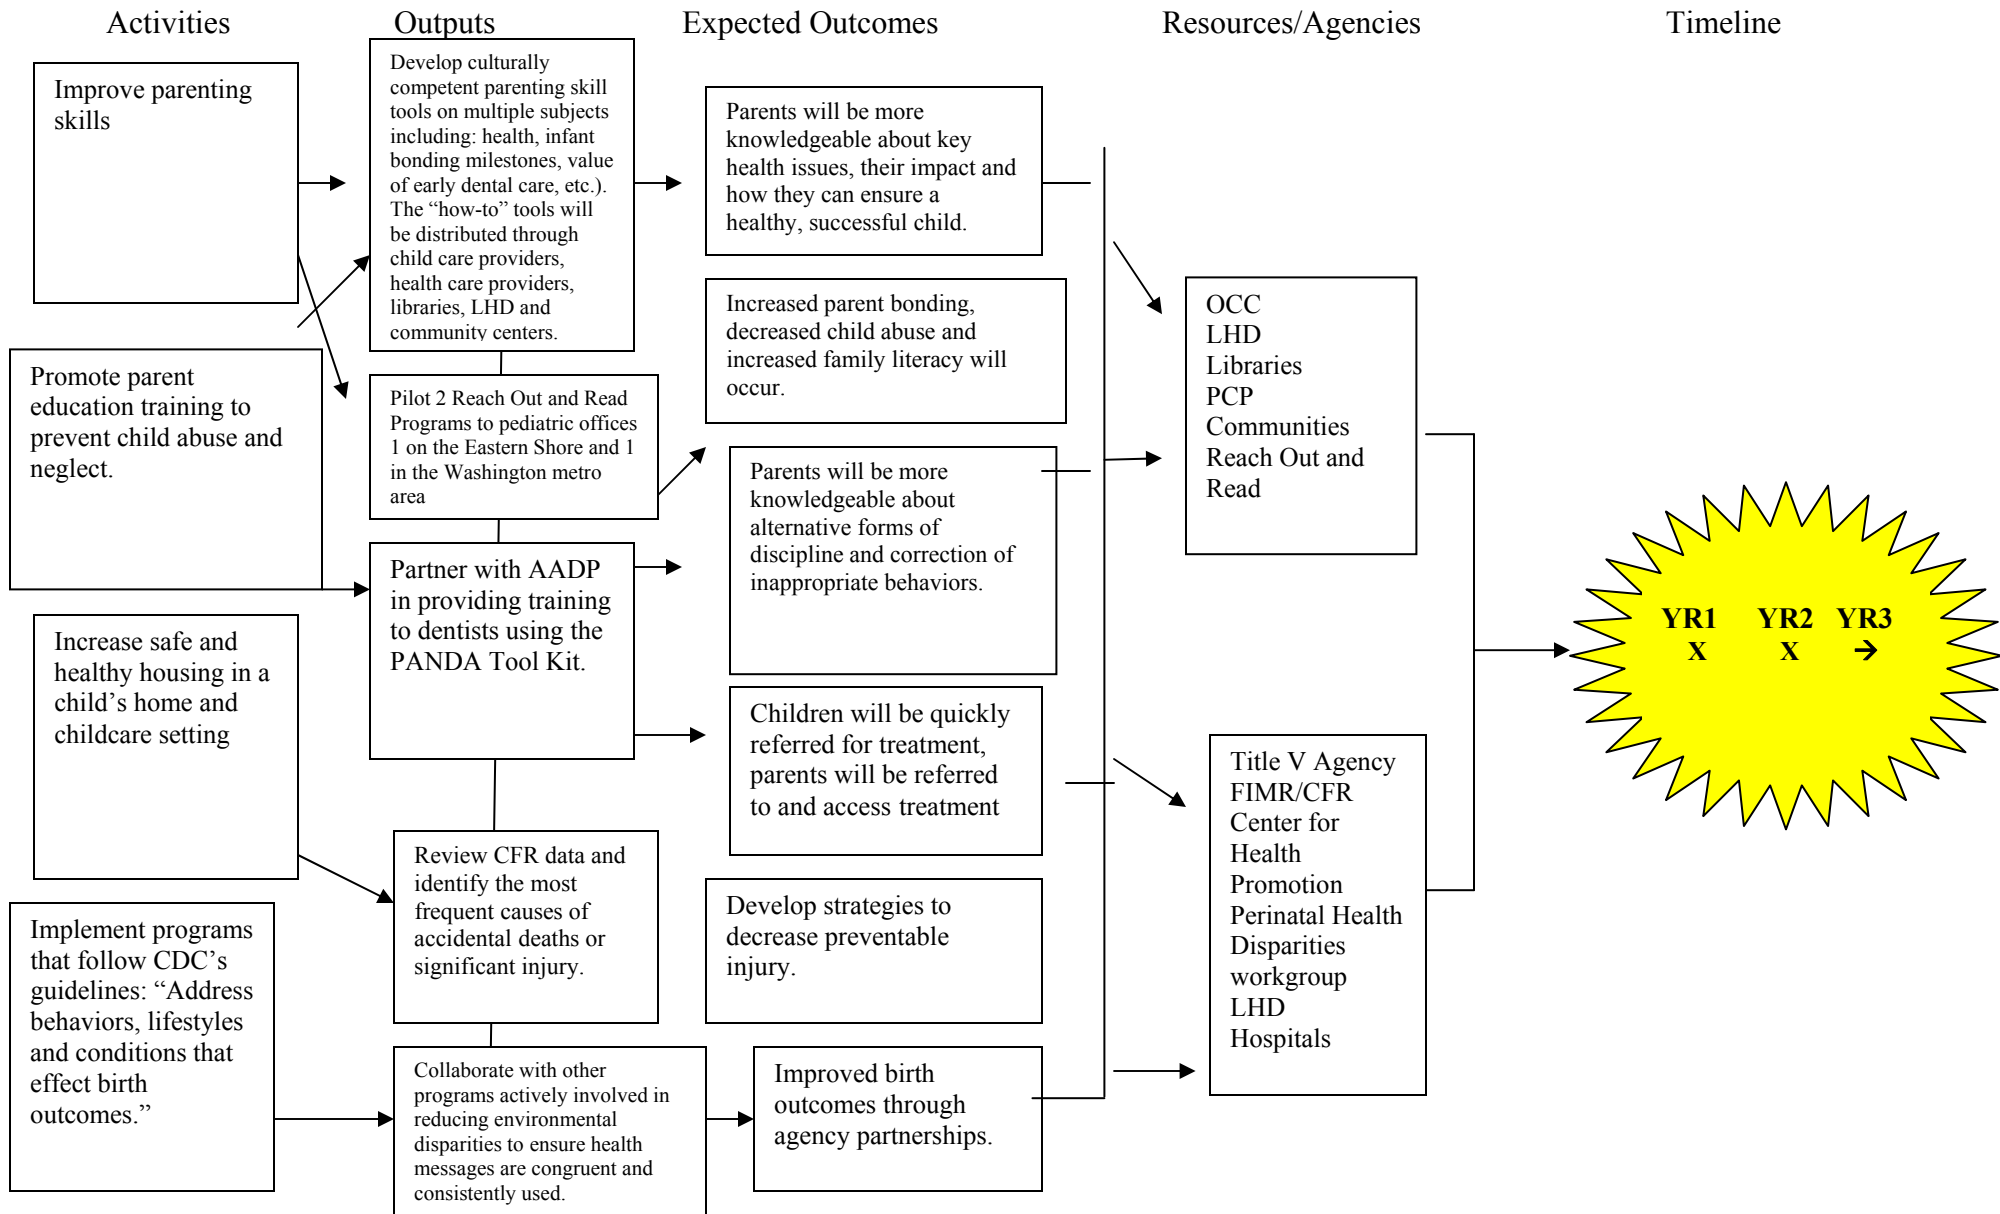 Activities
Outputs
Expected Outcomes
Resources/Agencies
Timeline
Improve parenting
skills
Promote parent
education training to
prevent child abuse and
neglect.
Increase safe and
healthy housing in a
child’s home and
childcare setting
Implement programs
that follow CDC’s
guidelines: “Address
behaviors, lifestyles
and conditions that
effect birth
outcomes.”
Develop culturally
competent parenting skill
tools on multiple subjects
including: health, infant
bonding milestones, value
of early dental care, etc.).
The “how-to” tools will
be distributed through
child care providers,
health care providers,
libraries, LHD and
community centers.
Pilot 2 Reach Out and Read
Programs to pediatric offices
1 on the Eastern Shore and 1
in the Washington metro
area
Partner with AADP
in providing training
to dentists using the
PANDA Tool Kit.
Review CFR data and
identify the most
frequent causes of
accidental deaths or
significant injury.
Collaborate with other
programs actively involved in
reducing environmental
disparities to ensure health
messages are congruent and
consistently used.
Parents will be more
knowledgeable about key
health issues, their impact and
how they can ensure a
healthy, successful child.
Increased parent bonding,
decreased child abuse and
increased family literacy will
occur.
Parents will be more
knowledgeable about
alternative forms of
discipline and correction of
inappropriate behaviors.
Children will be quickly
referred for treatment,
parents will be referred
to and access treatment
Develop strategies to
decrease preventable
injury.
Improved birth
outcomes through
agency partnerships.
OCC
LHD
Libraries
PCP
Communities
Reach Out and
Read
Title V Agency
FIMR/CFR
Center for
Health
Promotion
Perinatal Health
Disparities
workgroup
LHD
Hospitals
YR1 YR2 YR3
X X →